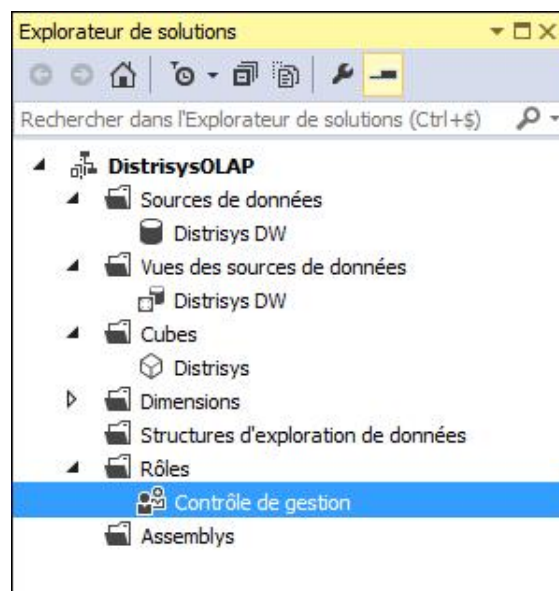 Explorateur de solutions
Rechercher dans l'Explorateur de solutions (Ctrl+$)
DistrisysOLAP
Sources de données
Distrisys DW
Vues des sources de données
Distrisys DW
Cubes
Distrisys
Dimensions
Structures d'exploration de données
Rôles
Contrôle de gestion
Assemblys